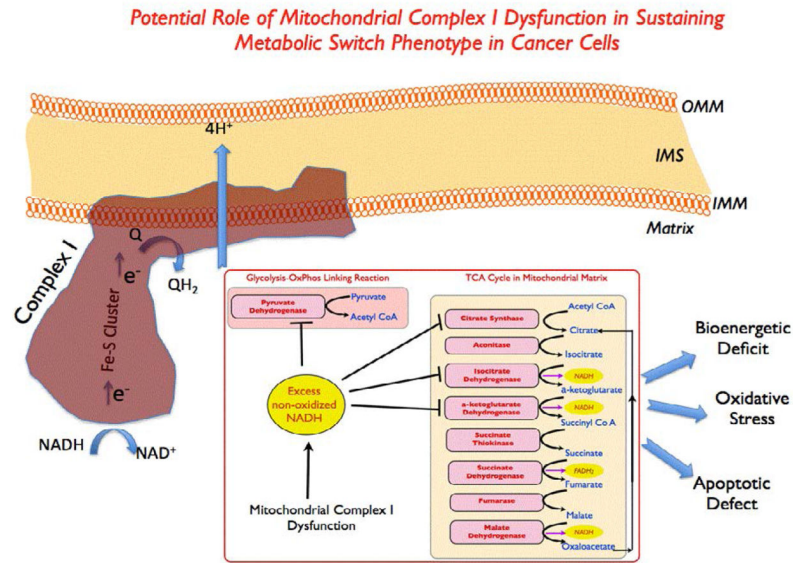 Potential Role of Mitochondrial Complex I Dysfunction in Sustaining
Metabolic Switch Phenotype in Cancer Cells
OMM
4H⁺
IMS
IMM
Matrix
Complex I
Q
e⁻
QH₂
Fe-S Cluster
e⁻
NADH
NAD⁺
Glycolysis-OxPhos Linking Reaction
Pyruvate
Dehydrogenase
Pyruvate
Acetyl CoA
Excess
non-oxidized
NADH
Mitochondrial Complex I
Dysfunction
TCA Cycle in Mitochondrial Matrix
Acetyl CoA
Citrate Synthase
Citrate
Aconitase
Isocitrate
Isocitrate
Dehydrogenase
NADH
a-ketoglutarate
a-ketoglutarate
Dehydrogenase
NADH
Succinyl Co A
Succinate
Thiokinase
Succinate
Succinate
Dehydrogenase
FADH₂
Fumarate
Fumarase
Malate
Malate
Dehydrogenase
NADH
Oxaloacetate
Bioenergetic
Deficit
Oxidative
Stress
Apoptotic
Defect